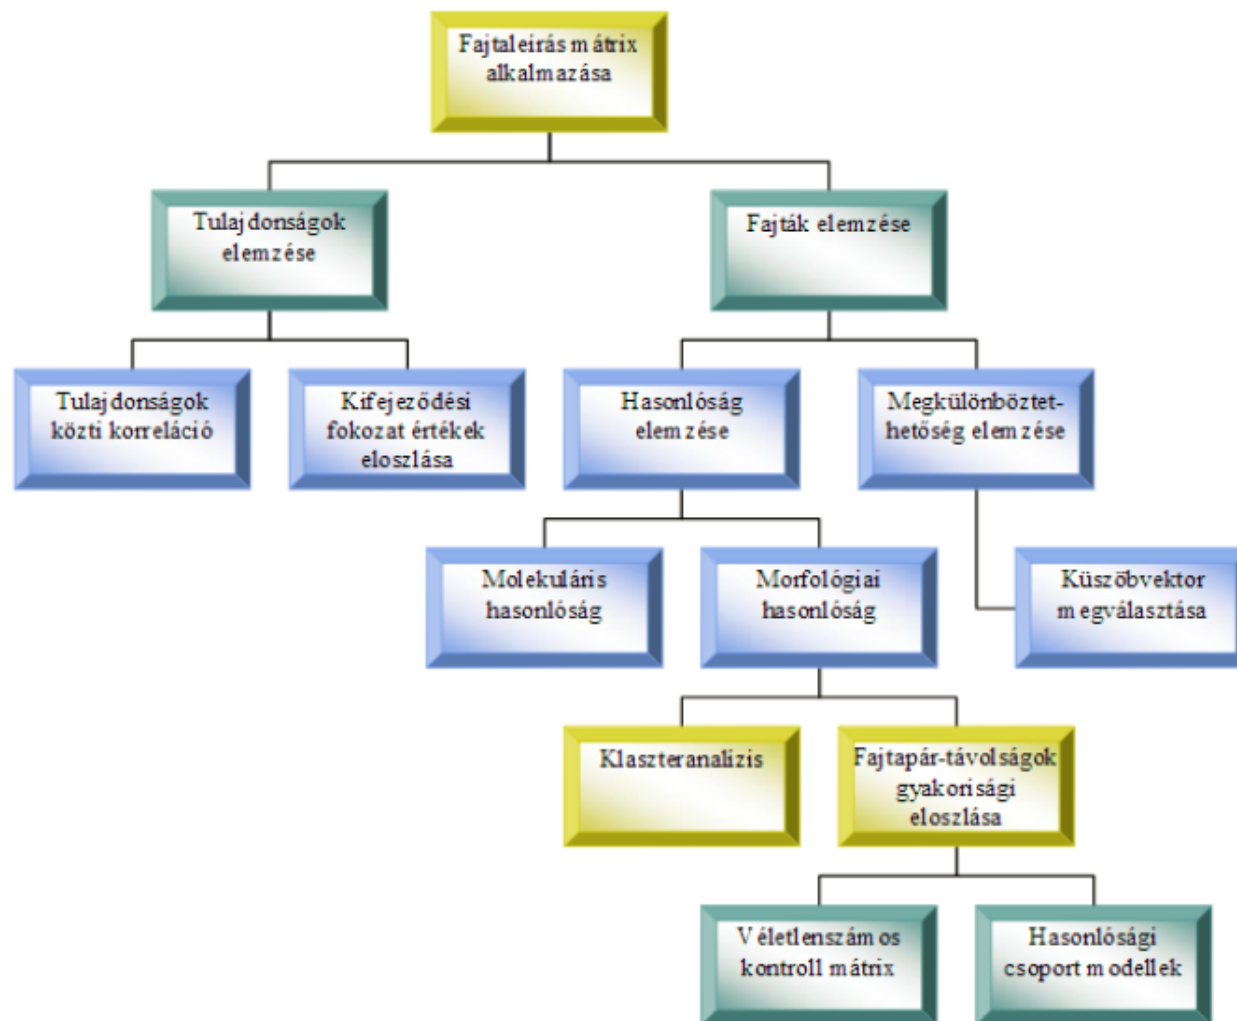 Fajtaleírás mátrix
alkalmazása
Tulajdonságok
elemzése
Fajták elemzése
Tulajdonságok
közti korreláció
Kifejeződési
fokozat értékek
eloszlása
Hasonlóság
elemzése
Megkülönböztet-
hetőség elemzése
Molekuláris
hasonlóság
Morfológiai
hasonlóság
Küszöbvektor
megválasztása
Klaszteranalízis
Fajtapár-távolságok
gyakorisági
eloszlása
Véletlenszámos
kontroll mátrix
Hasonlósági
csoport modellek